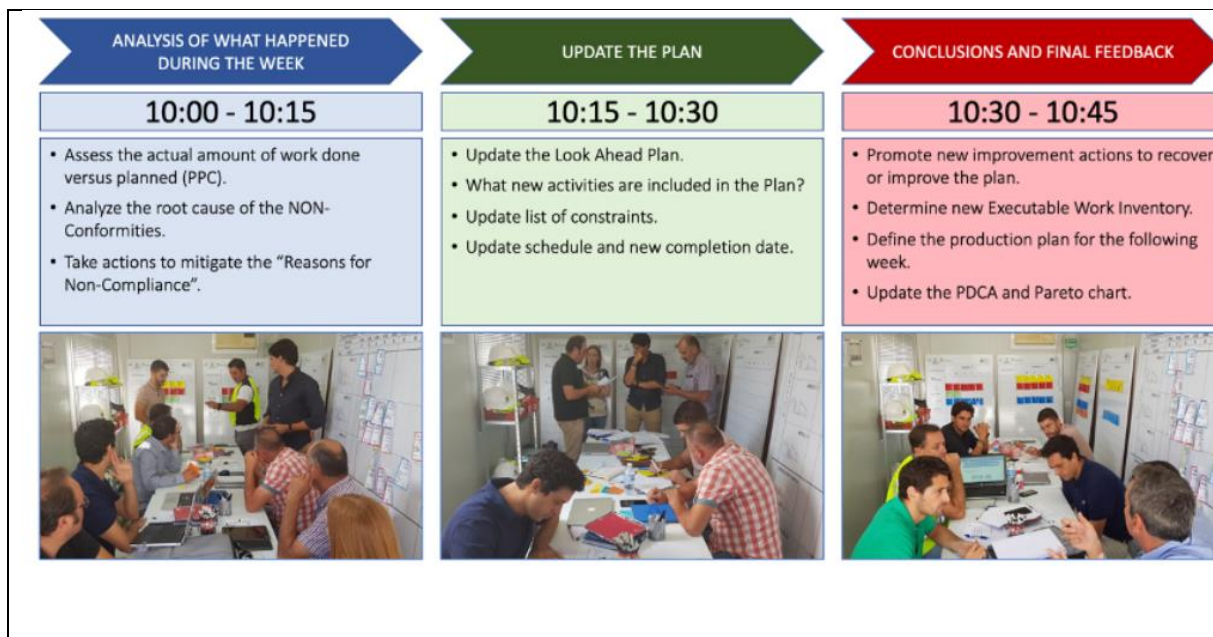 ANALYSIS OF WHAT HAPPENED
DURING THE WEEK
10:00 - 10:15
• Assess the actual amount of work done
versus planned (PPC).
• Analyze the root cause of the NON-
Conformities.
• Take actions to mitigate the “Reasons for
Non-Compliance”.
UPDATE THE PLAN
10:15 - 10:30
• Update the Look Ahead Plan.
• What new activities are included in the Plan?
• Update list of constraints.
• Update schedule and new completion date.
CONCLUSIONS AND FINAL FEEDBACK
10:30 - 10:45
• Promote new improvement actions to recover
or improve the plan.
• Determine new Executable Work Inventory.
• Define the production plan for the following
week.
• Update the PDCA and Pareto chart.